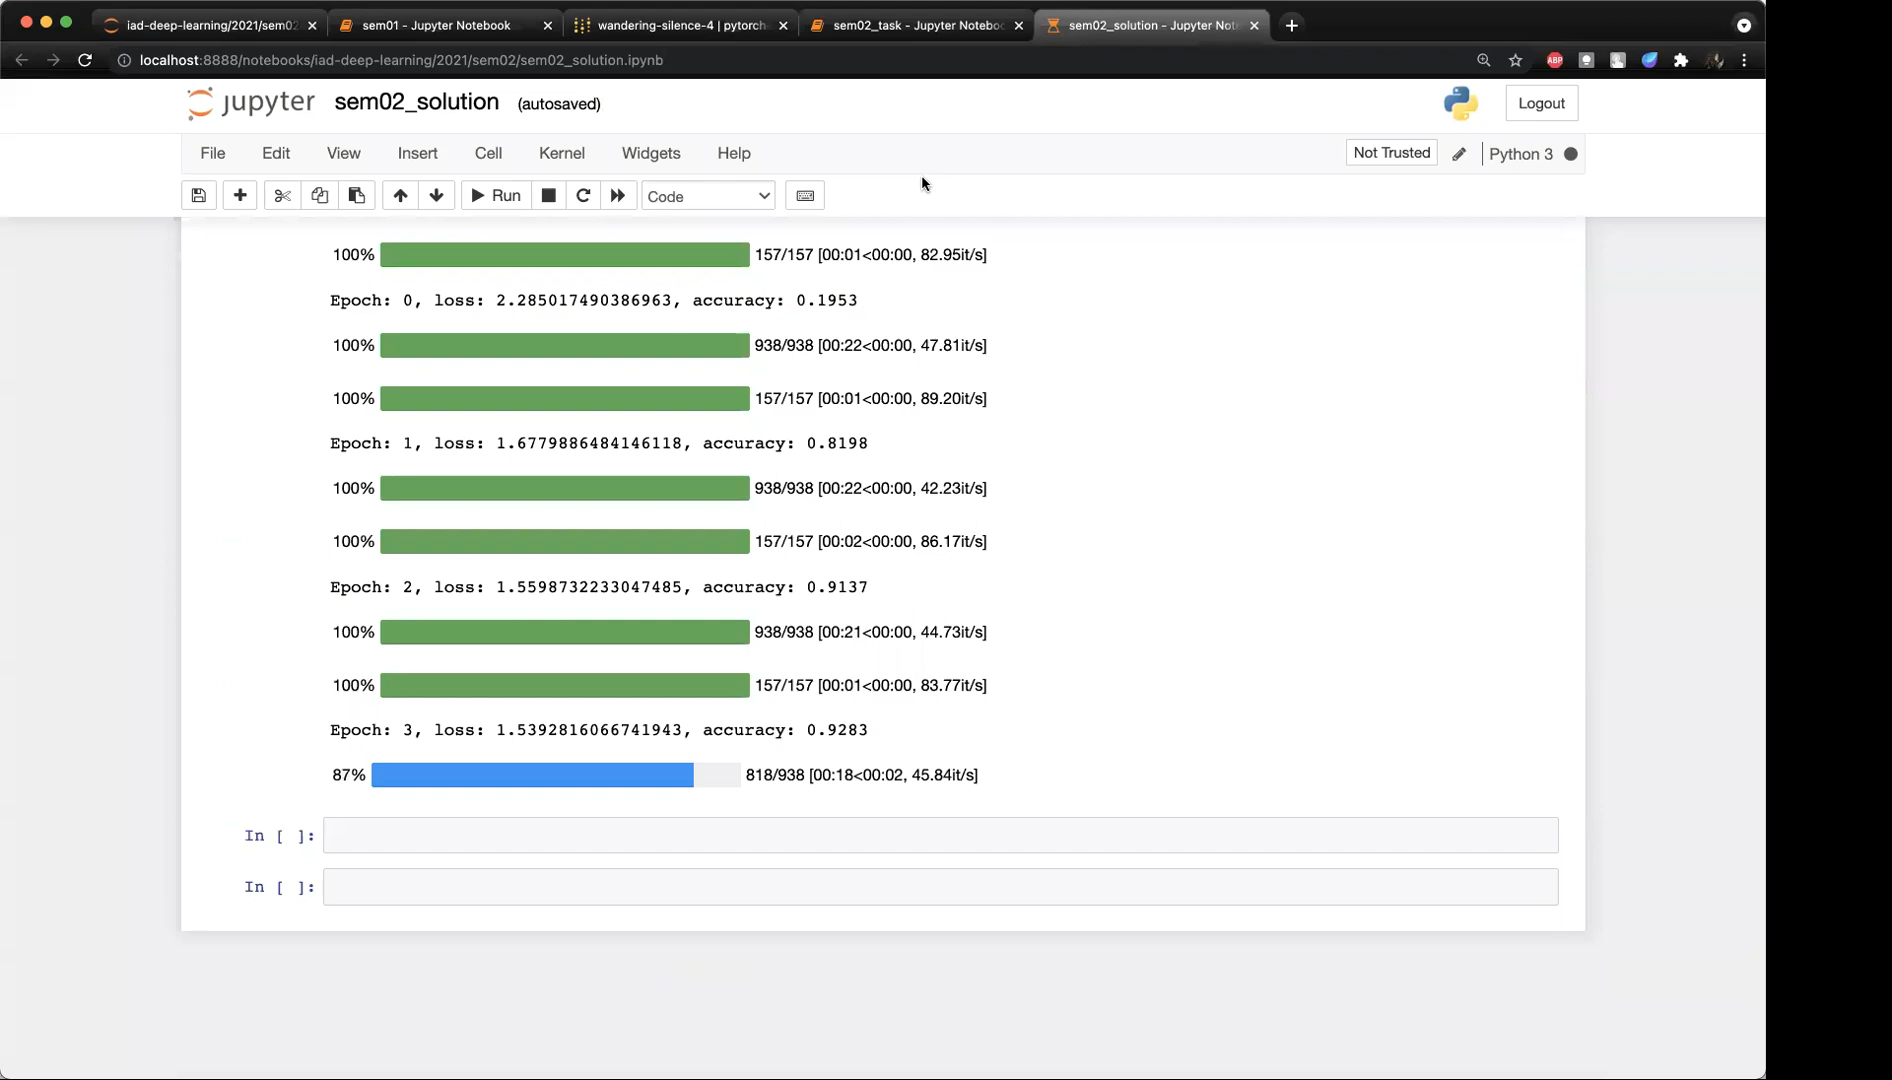 iad-deep-learning/2021/sem02
sem01 - Jupyter Notebook
wandering-silence-4 | pytorch
sem02_task - Jupyter Noteboo
sem02_solution - Jupyter Not
localhost:8888/notebooks/iad-deep-learning/2021/sem02/sem02_solution.ipynb
ABP
jupyter sem02_solution (autosaved)
Logout
File Edit View Insert Cell Kernel Widgets Help
Not Trusted
Python 3
Run
Code
100% 157/157 [00:01<00:00, 82.95it/s]
Epoch: 0, loss: 2.285017490386963, accuracy: 0.1953
100% 938/938 [00:22<00:00, 47.81it/s]
100% 157/157 [00:01<00:00, 89.20it/s]
Epoch: 1, loss: 1.6779886484146118, accuracy: 0.8198
100% 938/938 [00:22<00:00, 42.23it/s]
100% 157/157 [00:02<00:00, 86.17it/s]
Epoch: 2, loss: 1.5598732233047485, accuracy: 0.9137
100% 938/938 [00:21<00:00, 44.73it/s]
100% 157/157 [00:01<00:00, 83.77it/s]
Epoch: 3, loss: 1.5392816066741943, accuracy: 0.9283
87% 818/938 [00:18<00:02, 45.84it/s]
In [ ]:
In [ ]: